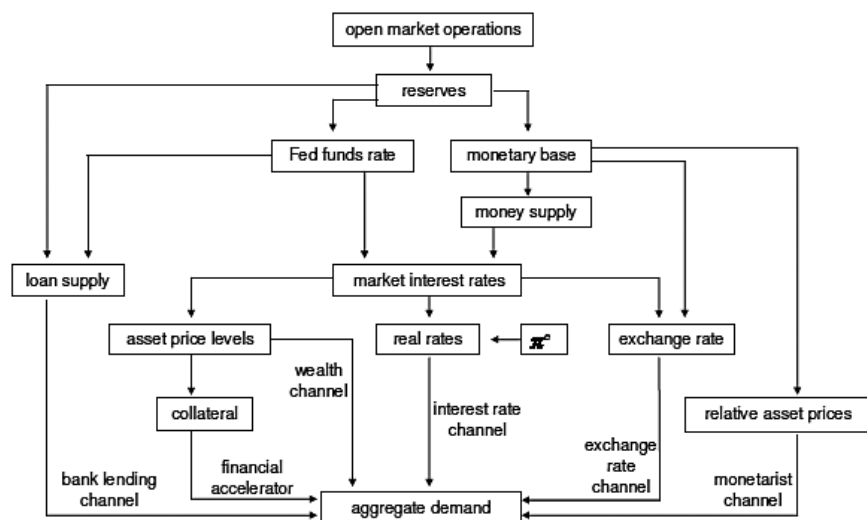 open market operations
reserves
Fed funds rate
monetary base
money supply
loan supply
market interest rates
asset price levels
real rates
πᵉ
exchange rate
wealth
channel
collateral
interest rate
channel
relative asset prices
exchange
rate
channel
bank lending
channel
financial
accelerator
monetarist
channel
aggregate demand